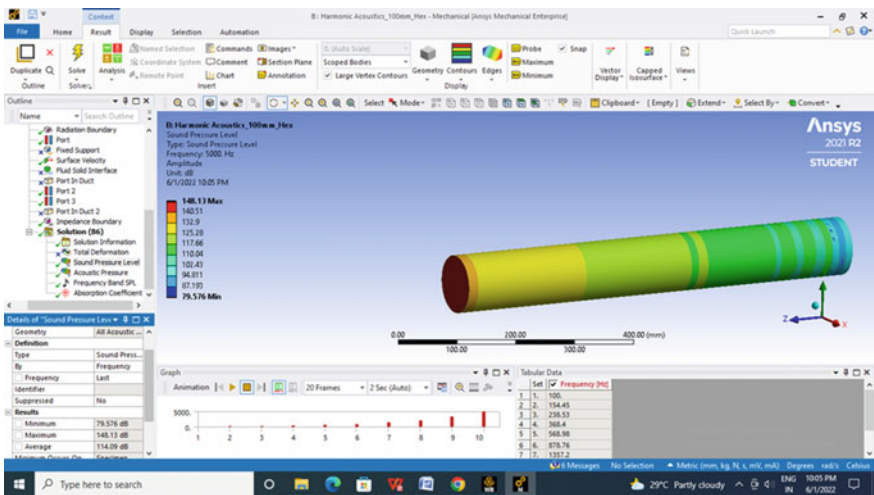 Context
B: Harmonic Acoustics_100mm_Hex - Mechanical [Ansys Mechanical Enterprise]
File Home Result Display Selection Automation
Quick Launch
Duplicate Q
Outline
Solve
Solver
Analysis
Named Selection
Coordinate System
Remote Point
Commands
Comment
Chart
Images
Section Plane
Annotation
Insert
(Auto Scale)
Scoped Bodies
Large Vertex Contours
Geometry Contours Edges
Display
Probe
Maximum
Minimum
Snap
Vector Display
Capped Isosurface
Views
Outline
Name Search Outline
Select Mode Clipboard [ Empty ] Extend Select By Convert
Radiation Boundary
Port
Fixed Support
Surface Velocity
Fluid Solid Interface
Port In Duct
Port 2
Port 3
Port In Duct 2
Impedance Boundary
Solution (B6)
Solution Information
Total Deformation
Sound Pressure Level
Acoustic Pressure
Frequency Band SPL
Absorption Coefficient
B: Harmonic Acoustics_100mm_Hex
Sound Pressure Level
Type: Sound Pressure Level
Frequency: 5000. Hz
Amplitude
Unit: dB
6/1/2022 10:05 PM
148.13 Max
140.51
132.9
125.28
117.66
110.04
102.43
94.811
87.193
79.576 Min
Ansys
2021 R2
STUDENT
0.00 200.00 400.00 (mm)
100.00 300.00
Z
X
Details of "Sound Pressure Leve
Geometry All Acoustic ...
Definition
Type Sound Press...
By Frequency
Frequency Last
Identifier
Suppressed No
Results
Minimum 79.576 dB
Maximum 148.13 dB
Average 114.09 dB
Minimum Occurs On Specimen
Graph
Animation 20 Frames 2 Sec (Auto)
5000.
0.
1 2 3 4 5 6 7 8 9 10
Tabular Data
Set Frequency [Hz]
1 1. 100.
2 2. 154.45
3 3. 238.53
4 4. 368.4
5 5. 568.98
6 6. 878.76
7 7. 1357.2
6 Messages No Selection Metric (mm, kg, N, s, mV, mA) Degrees rad/s Celsius
Type here to search
29°C Partly cloudy
ENG
IN
10:05 PM
6/1/2022